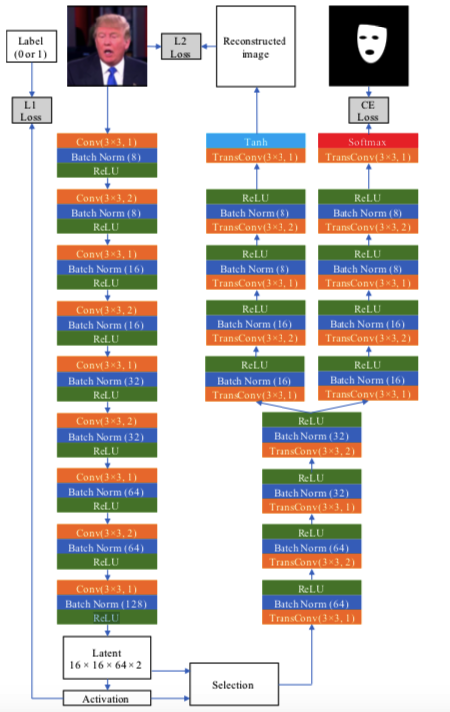 Label
(0 or 1)
L2
Loss
Reconstructed
image
L1
Loss
CE
Loss
Conv(3×3, 1)
Batch Norm (8)
ReLU
Conv(3×3, 2)
Batch Norm (8)
ReLU
Conv(3×3, 1)
Batch Norm (16)
ReLU
Conv(3×3, 2)
Batch Norm (16)
ReLU
Conv(3×3, 1)
Batch Norm (32)
ReLU
Conv(3×3, 2)
Batch Norm (32)
ReLU
Conv(3×3, 1)
Batch Norm (64)
ReLU
Conv(3×3, 2)
Batch Norm (64)
ReLU
Conv(3×3, 1)
Batch Norm (128)
ReLU
Latent
16 × 16 × 64 × 2
Activation
Selection
Tanh
TransConv(3×3, 1)
ReLU
Batch Norm (8)
TransConv(3×3, 2)
ReLU
Batch Norm (8)
TransConv(3×3, 1)
ReLU
Batch Norm (16)
TransConv(3×3, 2)
ReLU
Batch Norm (16)
TransConv(3×3, 1)
Softmax
TransConv(3×3, 1)
ReLU
Batch Norm (8)
TransConv(3×3, 2)
ReLU
Batch Norm (8)
TransConv(3×3, 1)
ReLU
Batch Norm (16)
TransConv(3×3, 2)
ReLU
Batch Norm (16)
TransConv(3×3, 1)
ReLU
Batch Norm (32)
TransConv(3×3, 2)
ReLU
Batch Norm (32)
TransConv(3×3, 1)
ReLU
Batch Norm (64)
TransConv(3×3, 2)
ReLU
Batch Norm (64)
TransConv(3×3, 1)